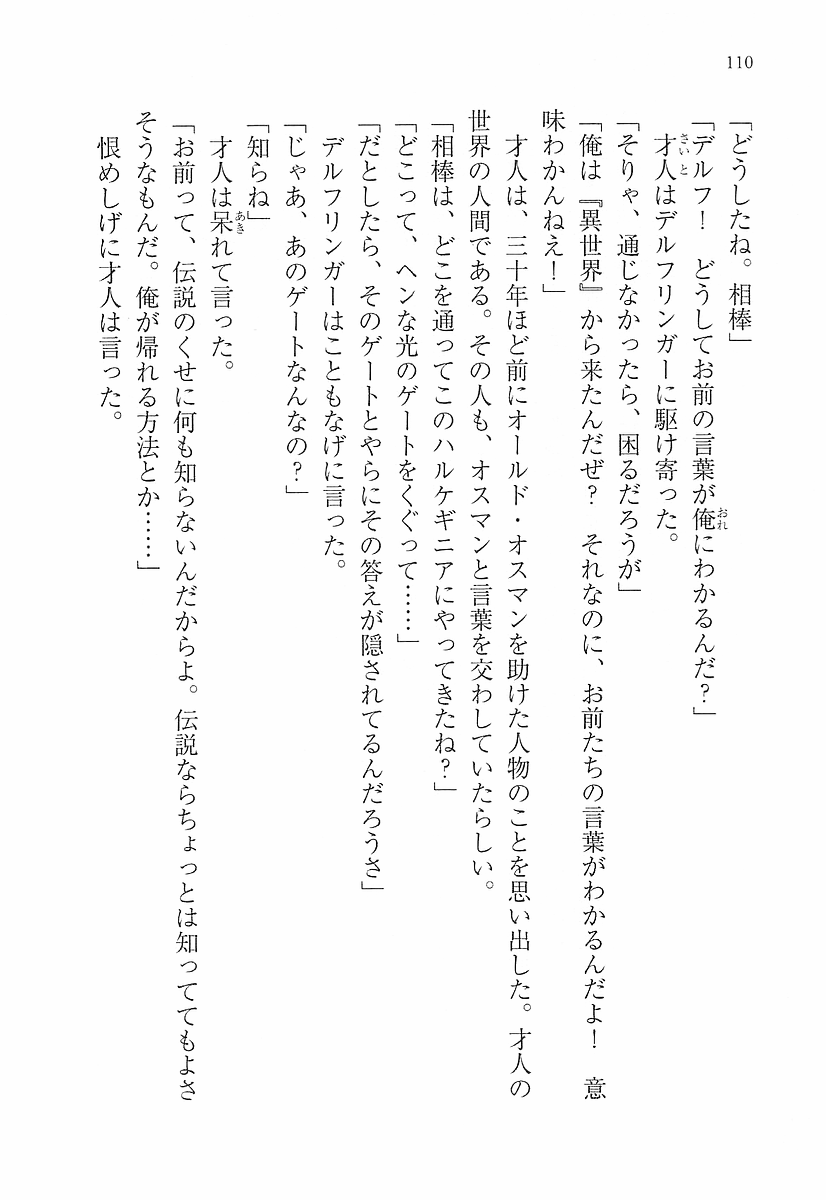 110
「どうしたね。相棒」
「デルフ！　どうしてお前の言葉が俺にわかるんだ？」
　才人はデルフリンガーに駆け寄った。
「そりゃ、通じなかったら、困るだろうが」
「俺は『異世界』から来たんだぜ？　それなのに、お前たちの言葉がわかるんだよ！　意
味わかんねえ！」
　才人は、三十年ほど前にオールド・オスマンを助けた人物のことを思い出した。才人の
世界の人間である。その人も、オスマンと言葉を交わしていたらしい。
「相棒は、どこを通ってこのハルケギニアにやってきたね？」
「どこって、ヘンな光のゲートをくぐって……」
「だとしたら、そのゲートとやらにその答えが隠されてるんだろうさ」
　デルフリンガーはこともなげに言った。
「じゃあ、あのゲートなんなの？」
「知らね」
　才人は呆れて言った。
「お前って、伝説のくせに何も知らないんだからよ。伝説ならちょっとは知っててもよさ
そうなもんだ。俺が帰れる方法とか……」
　恨めしげに才人は言った。